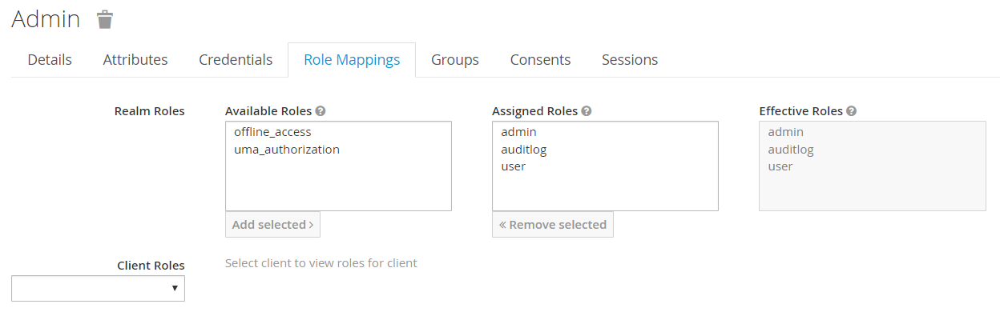 Admin
Details Attributes Credentials Role Mappings Groups Consents Sessions
Realm Roles Available Roles Assigned Roles Effective Roles
offline_access admin admin
uma_authorization auditlog auditlog
user user
Add selected › « Remove selected
Client Roles Select client to view roles for client